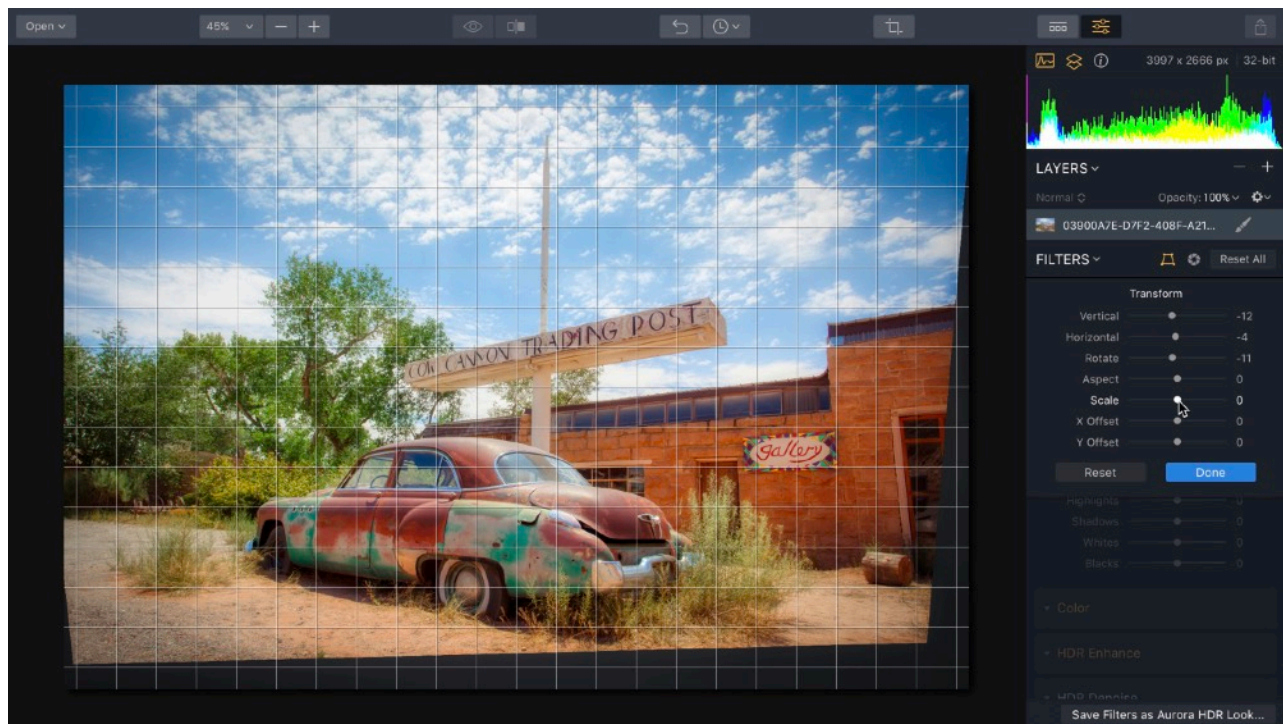 Open
45%
3997 x 2666 px
32-bit
LAYERS
Normal
Opacity: 100%
03900A7E-D7F2-408F-A21...
FILTERS
Reset All
Transform
Vertical -12
Horizontal -4
Rotate -11
Aspect 0
Scale 0
X Offset 0
Y Offset 0
Reset
Done
Highlights 0
Shadows 0
Whites 0
Blacks 0
Color
HDR Enhance
HDR Denoise
Save Filters as Aurora HDR Look...
COW CANYON TRADING POST
gallery